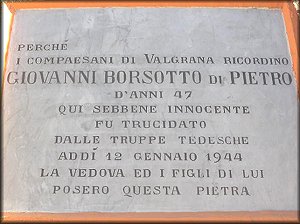 PERCHE
I COMPAESANI DI VALGRANA RICORDINO
GIOVANNI BORSOTTO DI PIETRO
D'ANNI 47
QUI SEBBENE INNOCENTE
FU TRUCIDATO
DALLE TRUPPE TEDESCHE
ADDÌ 12 GENNAIO 1944
LA VEDOVA ED I FIGLI DI LUI
POSERO QUESTA PIETRA